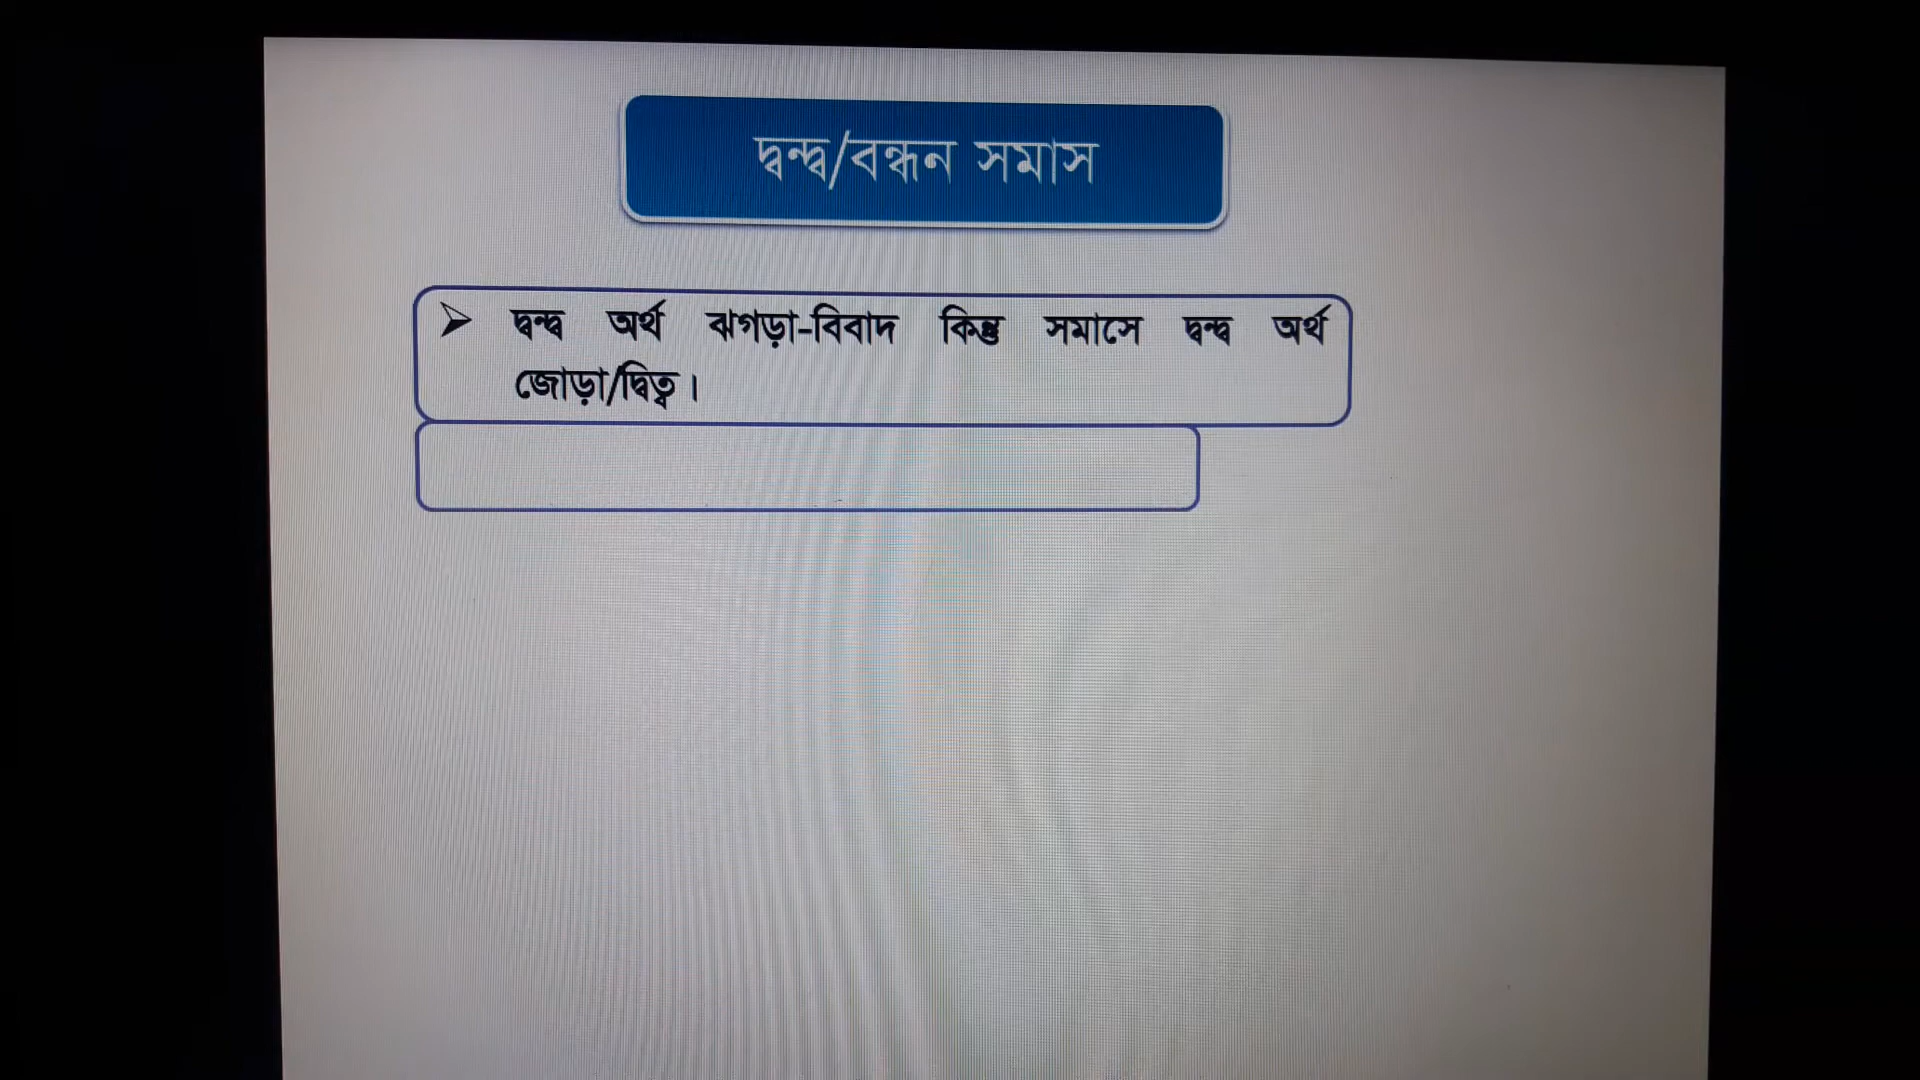 দ্বন্দ্ব/বন্ধন সমাস
➢ দ্বন্দ্ব অর্থ ঝগড়া-বিবাদ কিন্তু সমাসে দ্বন্দ্ব অর্থ
জোড়া/দ্বিত্ব।